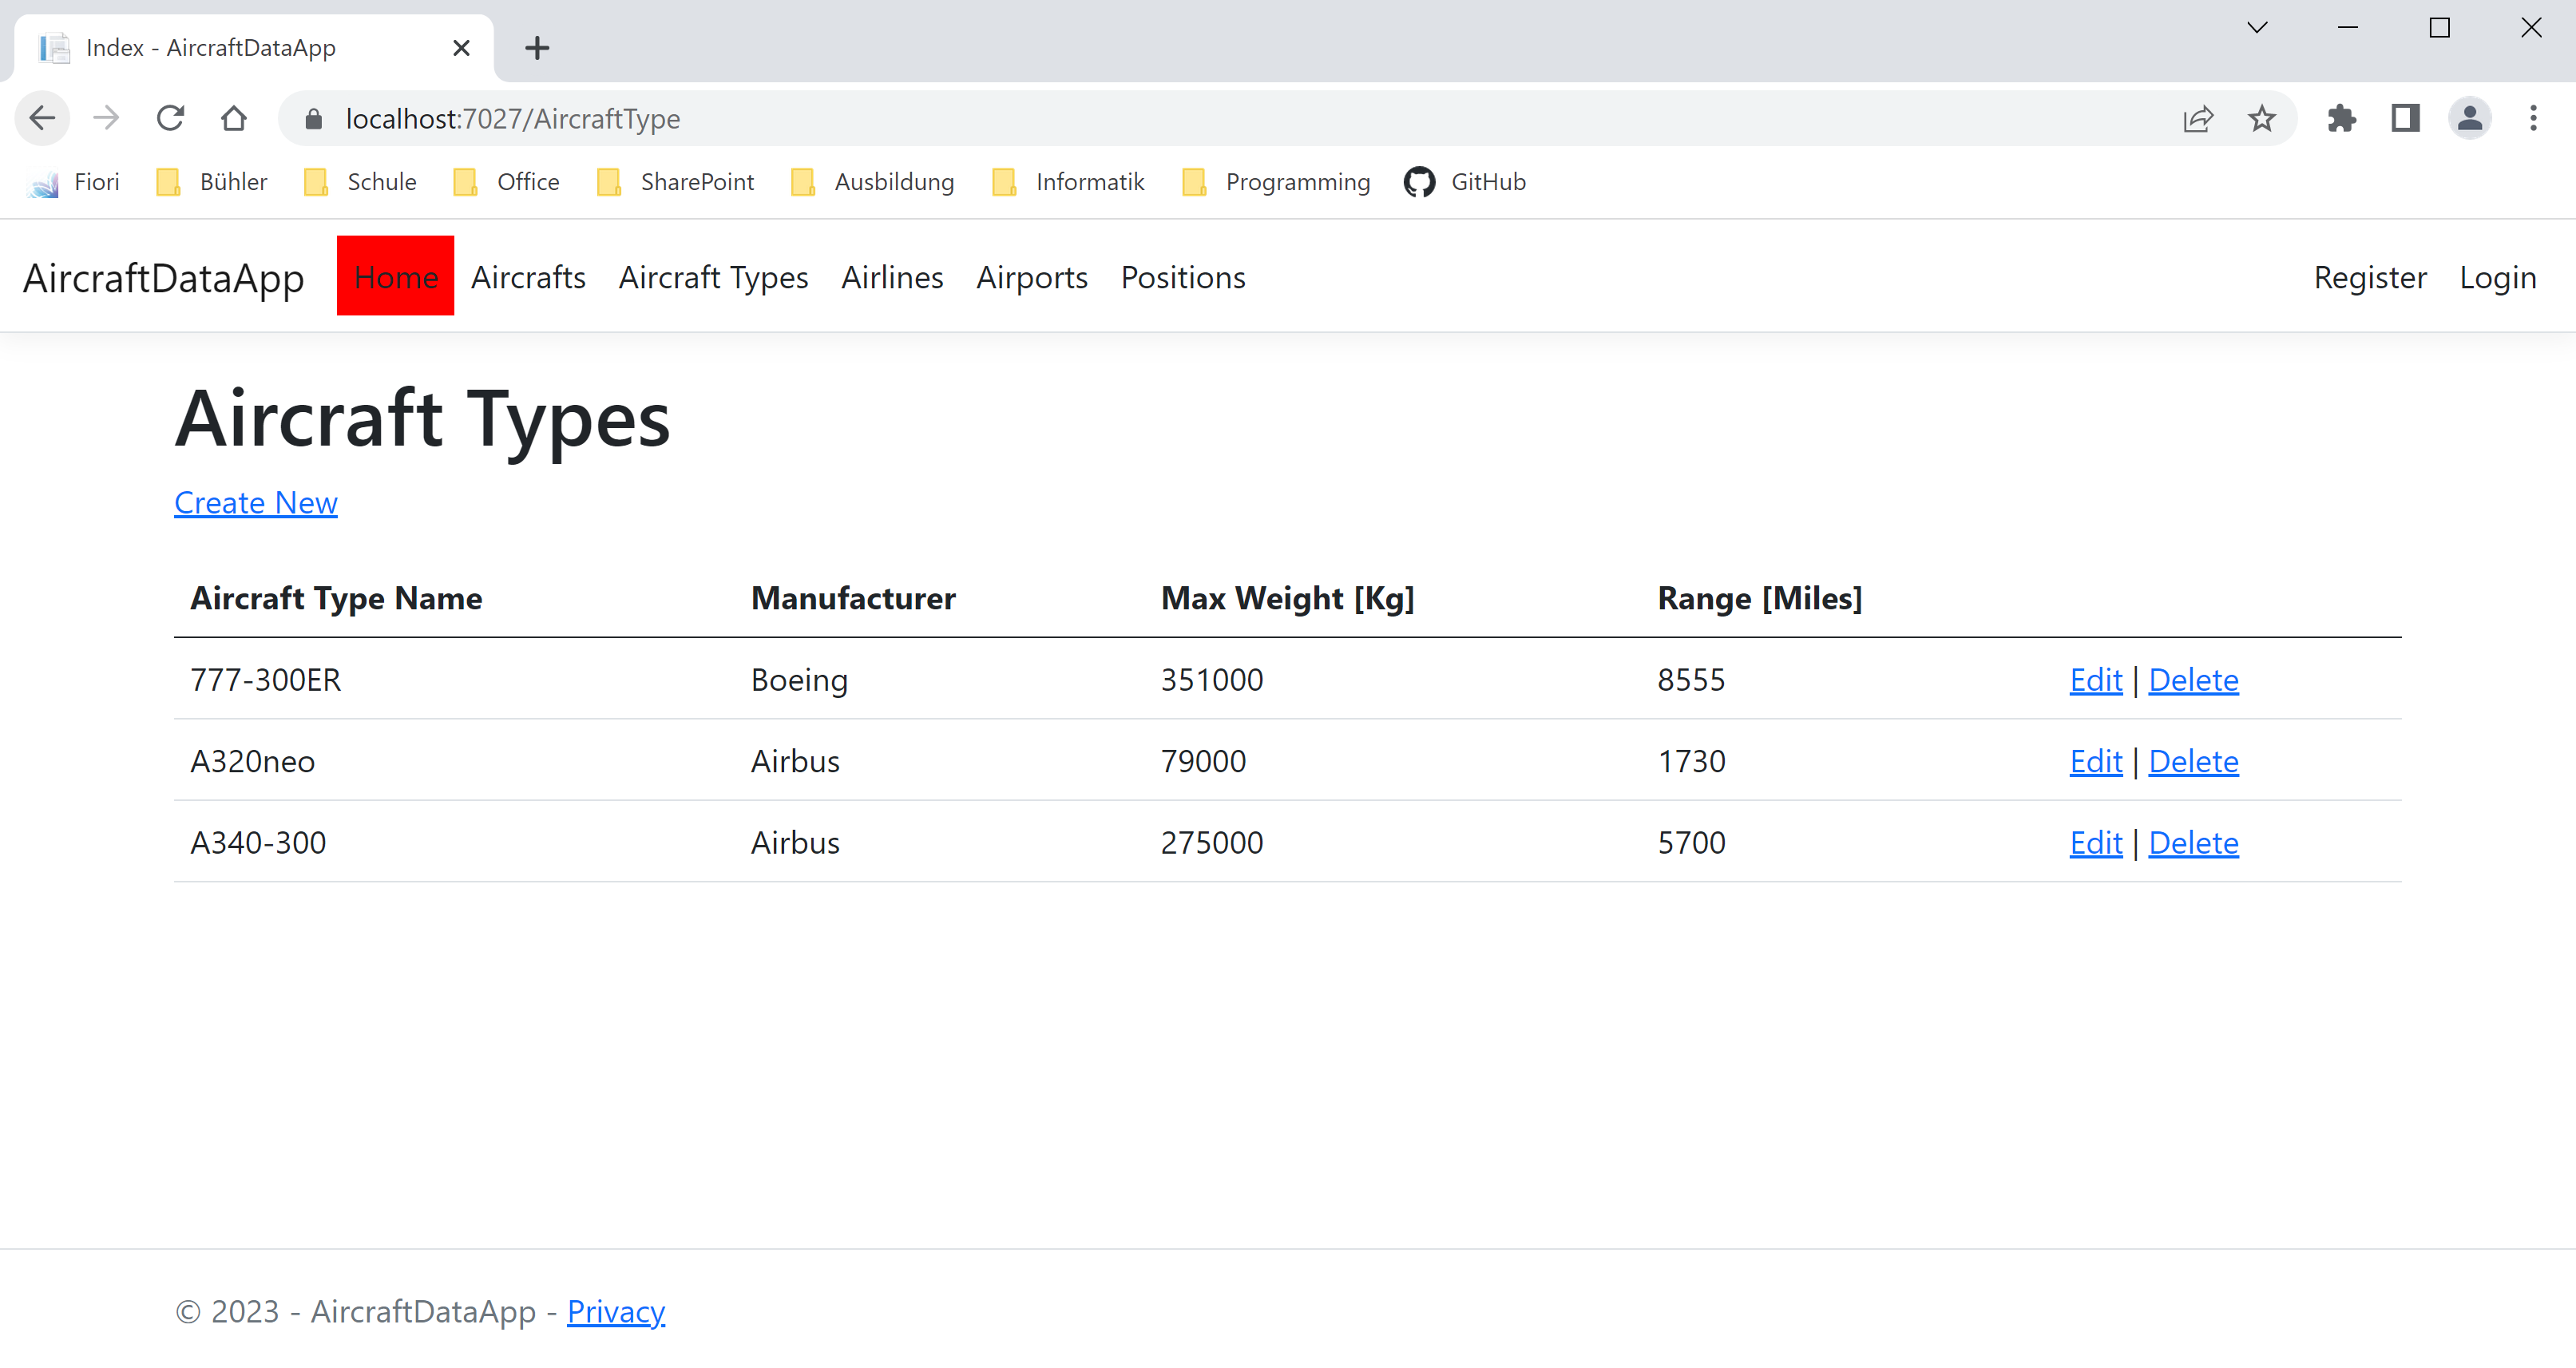 Index - AircraftDataApp
localhost:7027/AircraftType
Fiori Bühler Schule Office SharePoint Ausbildung Informatik Programming GitHub
AircraftDataApp Home Aircrafts Aircraft Types Airlines Airports Positions Register Login
Aircraft Types
Create New
Aircraft Type Name Manufacturer Max Weight [Kg] Range [Miles]
777-300ER Boeing 351000 8555 Edit | Delete
A320neo Airbus 79000 1730 Edit | Delete
A340-300 Airbus 275000 5700 Edit | Delete
© 2023 - AircraftDataApp - Privacy